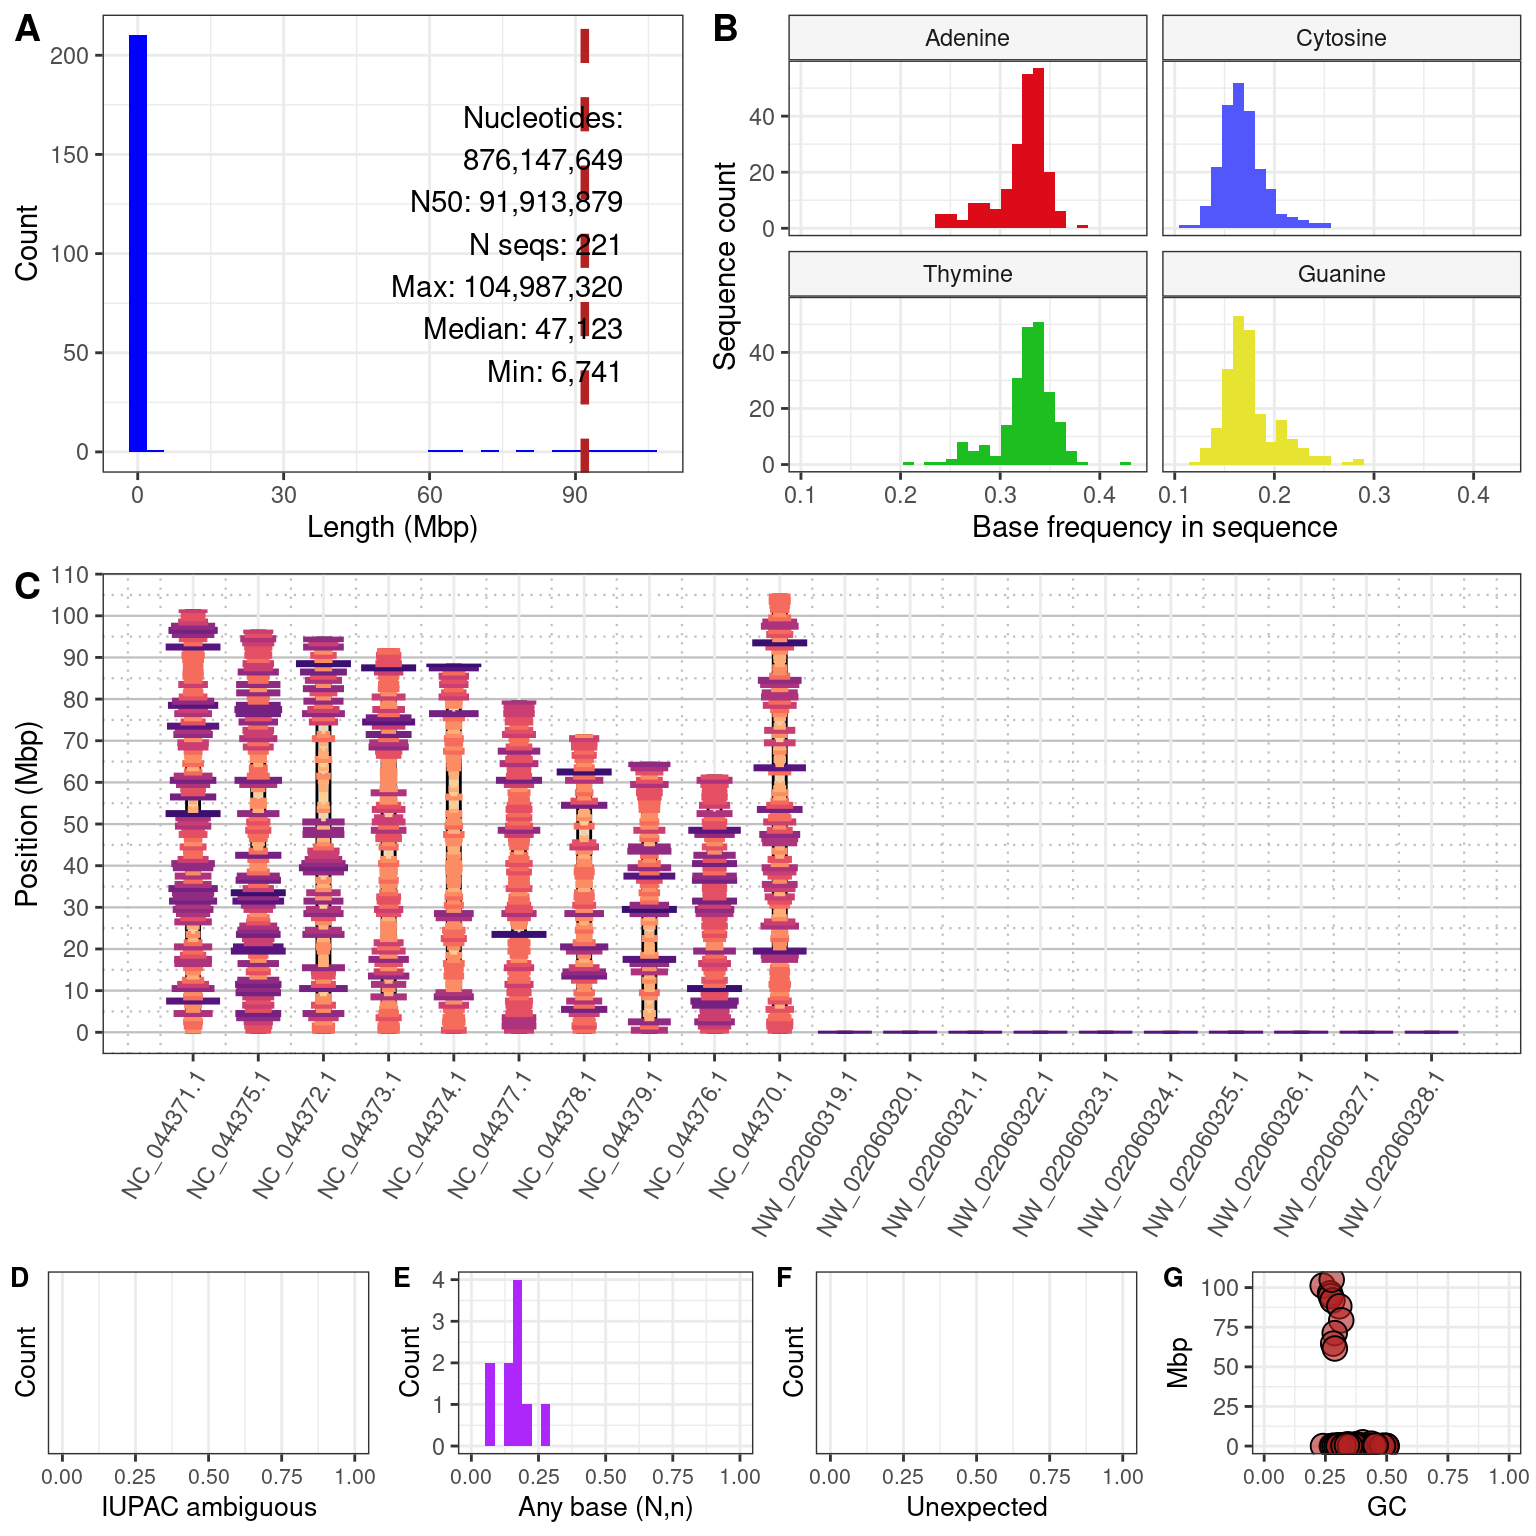 A
200
150
100
50
0
Count
Nucleotides:
876,147,649
N50: 91,913,879
N seqs: 221
Max: 104,987,320
Median: 47,123
Min: 6,741
0 30 60 90
Length (Mbp)
B
Adenine Cytosine
40
20
0
Thymine Guanine
40
20
0
Sequence count
0.1 0.2 0.3 0.4 0.1 0.2 0.3 0.4
Base frequency in sequence
C
110
100
90
80
70
60
50
40
30
20
10
0
Position (Mbp)
NC_044371.1
NC_044375.1
NC_044372.1
NC_044373.1
NC_044374.1
NC_044377.1
NC_044378.1
NC_044379.1
NC_044376.1
NC_044370.1
NW_022060319.1
NW_022060320.1
NW_022060321.1
NW_022060322.1
NW_022060323.1
NW_022060324.1
NW_022060325.1
NW_022060326.1
NW_022060327.1
NW_022060328.1
D
Count
0.00 0.25 0.50 0.75 1.00
IUPAC ambiguous
E
4
3
2
1
0
Count
0.00 0.25 0.50 0.75 1.00
Any base (N,n)
F
Count
0.00 0.25 0.50 0.75 1.00
Unexpected
G
100
75
50
25
0
Mbp
0.00 0.25 0.50 0.75 1.00
GC